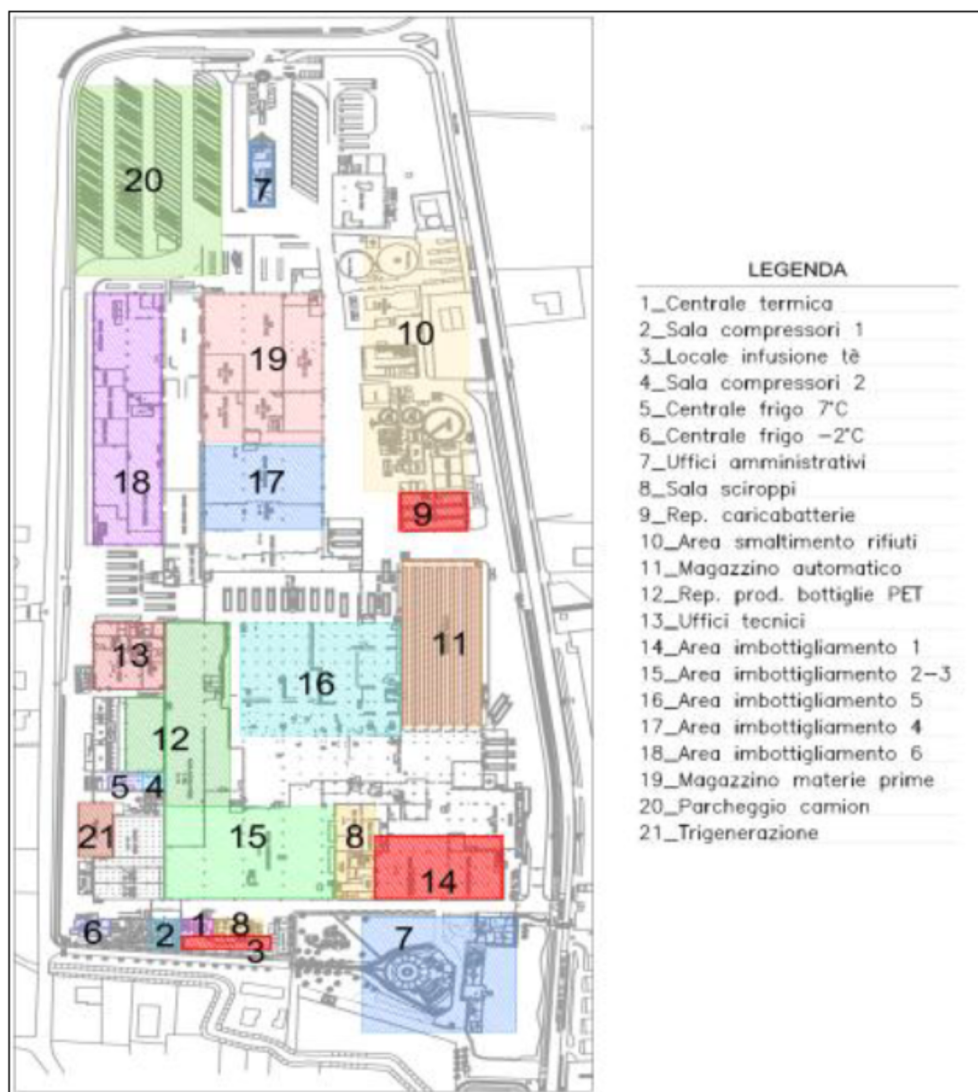 20
7
10
19
18
17
9
11
13
16
12
5
4
21
15
8
14
6
2
1
8
3
7
LEGENDA
1_Centrale termica
2_Sala compressori 1
3_Locale infusione tè
4_Sala compressori 2
5_Centrale frigo 7°C
6_Centrale frigo -2°C
7_Uffici amministrativi
8_Sala sciroppi
9_Rep. caricabatterie
10_Area smaltimento rifiuti
11_Magazzino automatico
12_Rep. prod. bottiglie PET
13_Uffici tecnici
14_Area imbottigliamento 1
15_Area imbottigliamento 2-3
16_Area imbottigliamento 5
17_Area imbottigliamento 4
18_Area imbottigliamento 6
19_Magazzino materie prime
20_Parcheggio camion
21_Trigenerazione